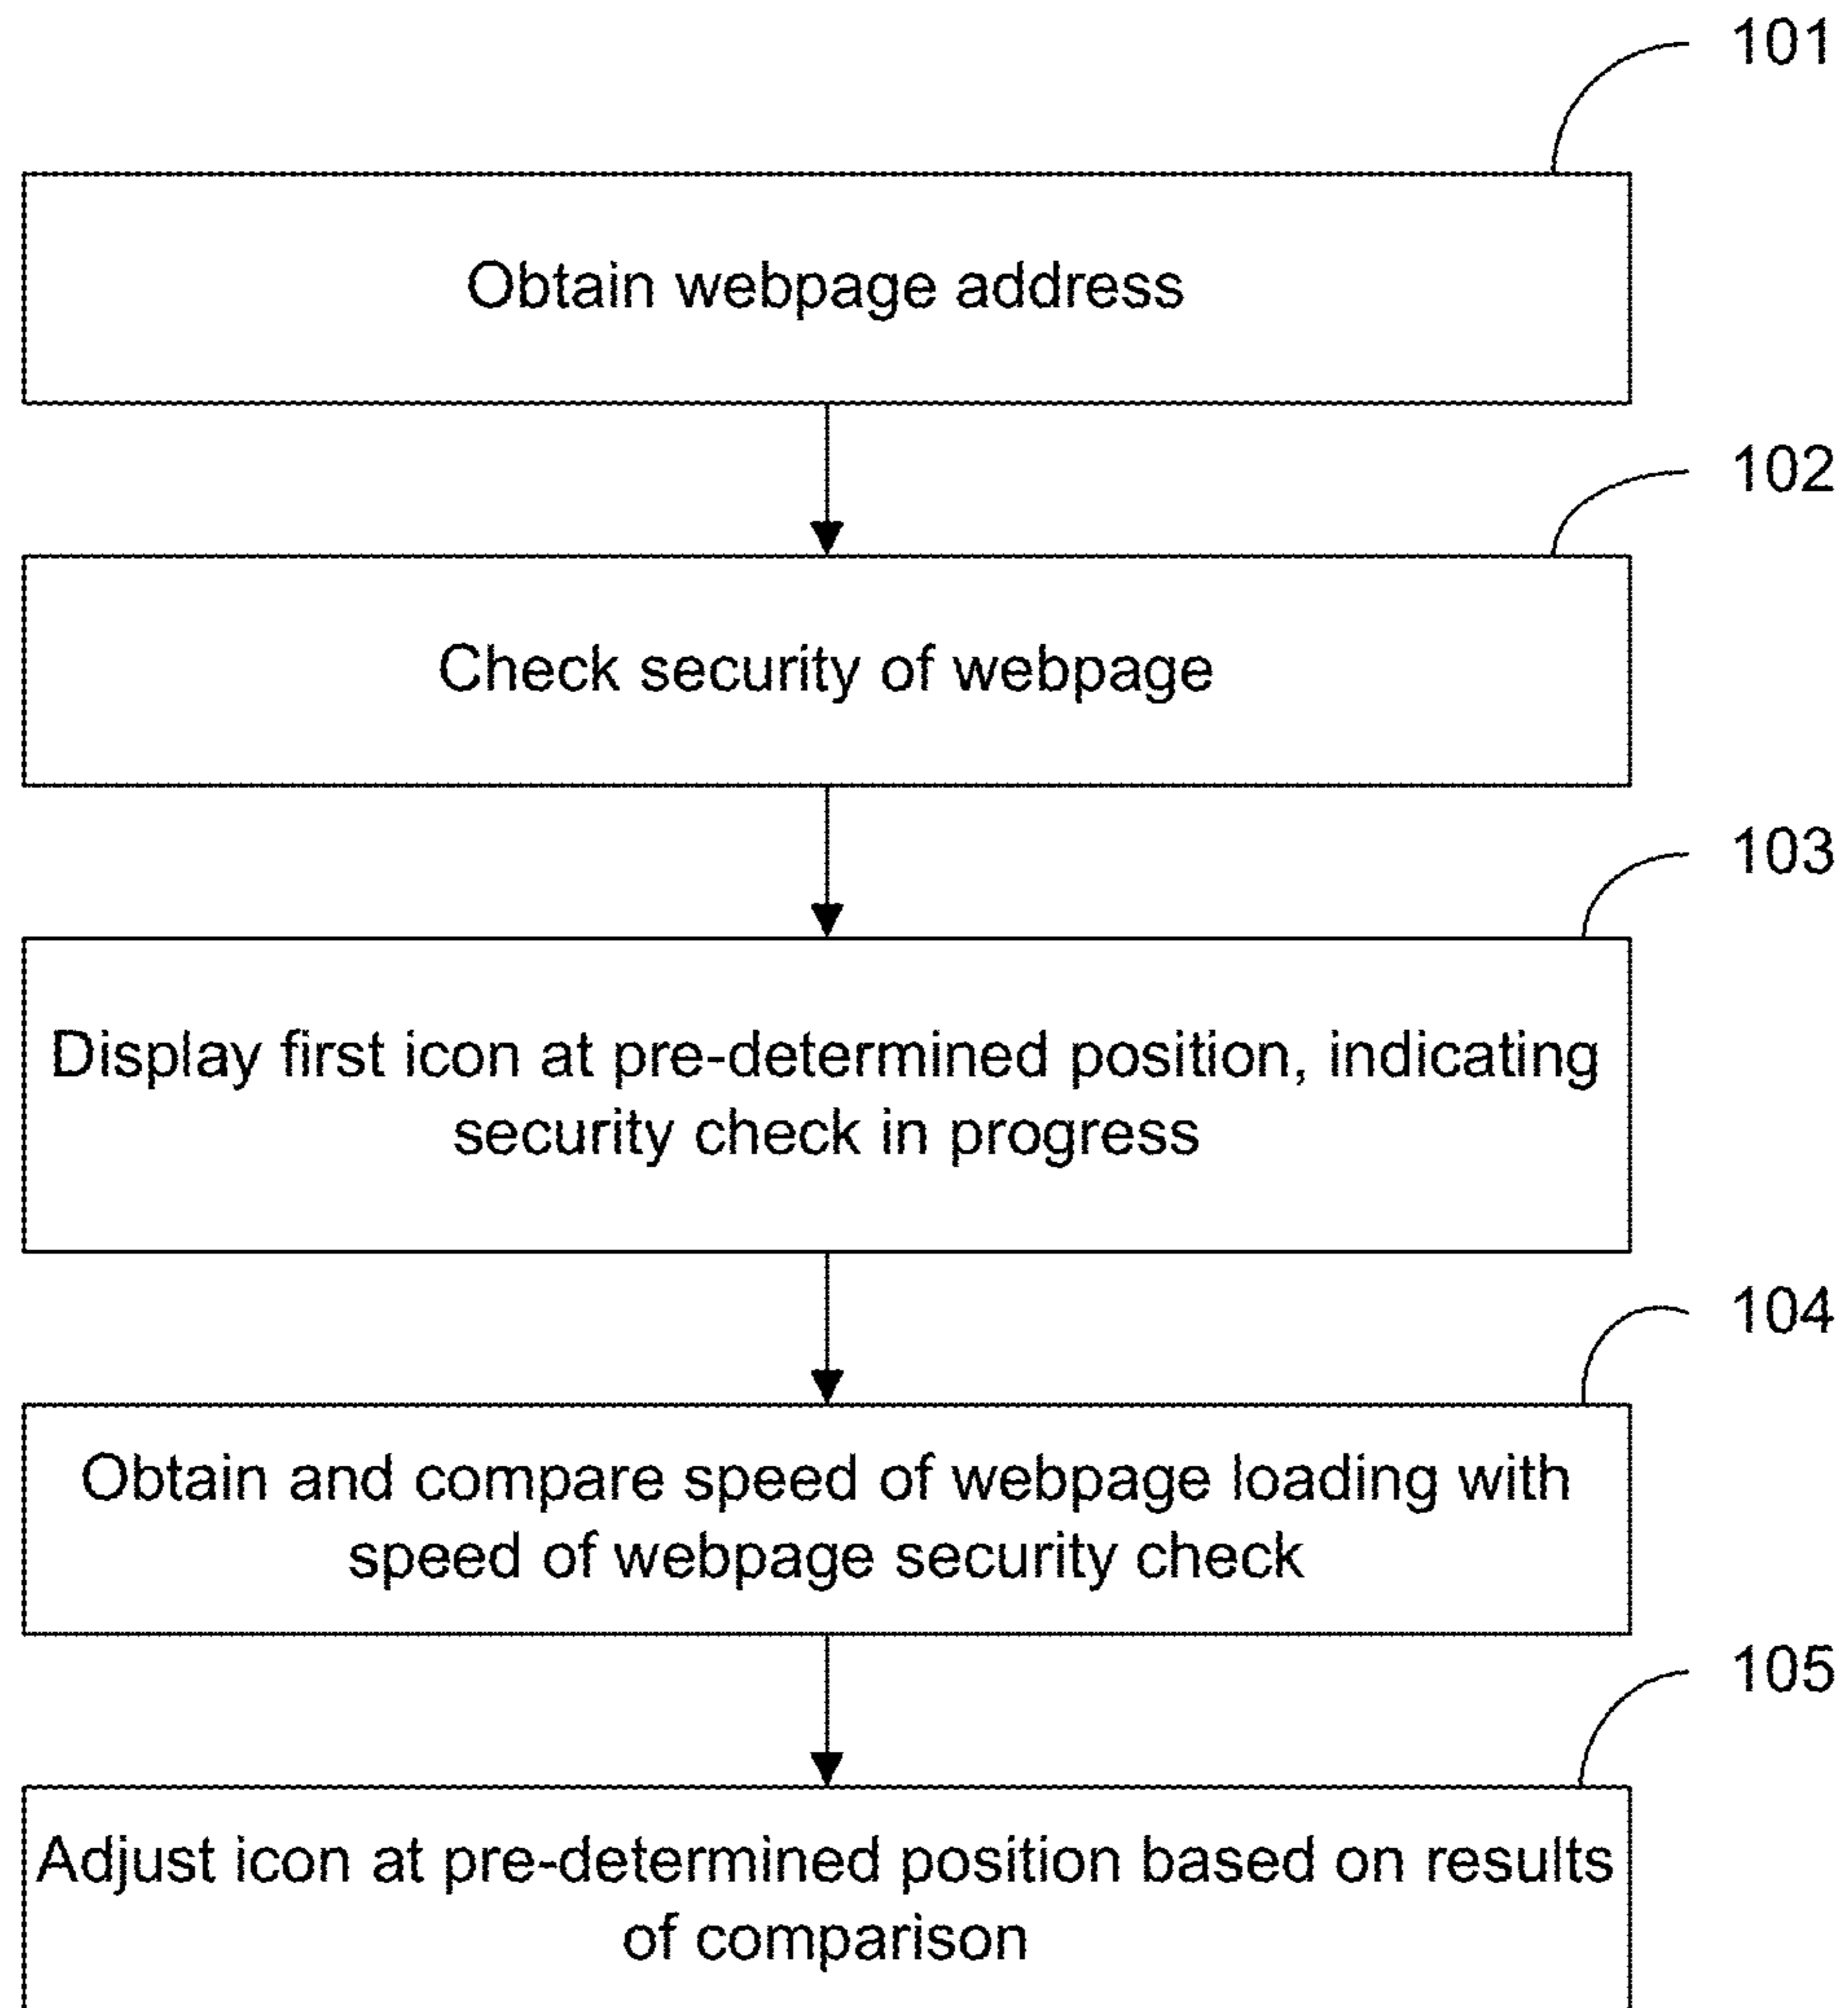 101
Obtain webpage address
102
Check security of webpage
103
Display first icon at pre-determined position, indicating
security check in progress
104
Obtain and compare speed of webpage loading with
speed of webpage security check
105
Adjust icon at pre-determined position based on results
of comparison